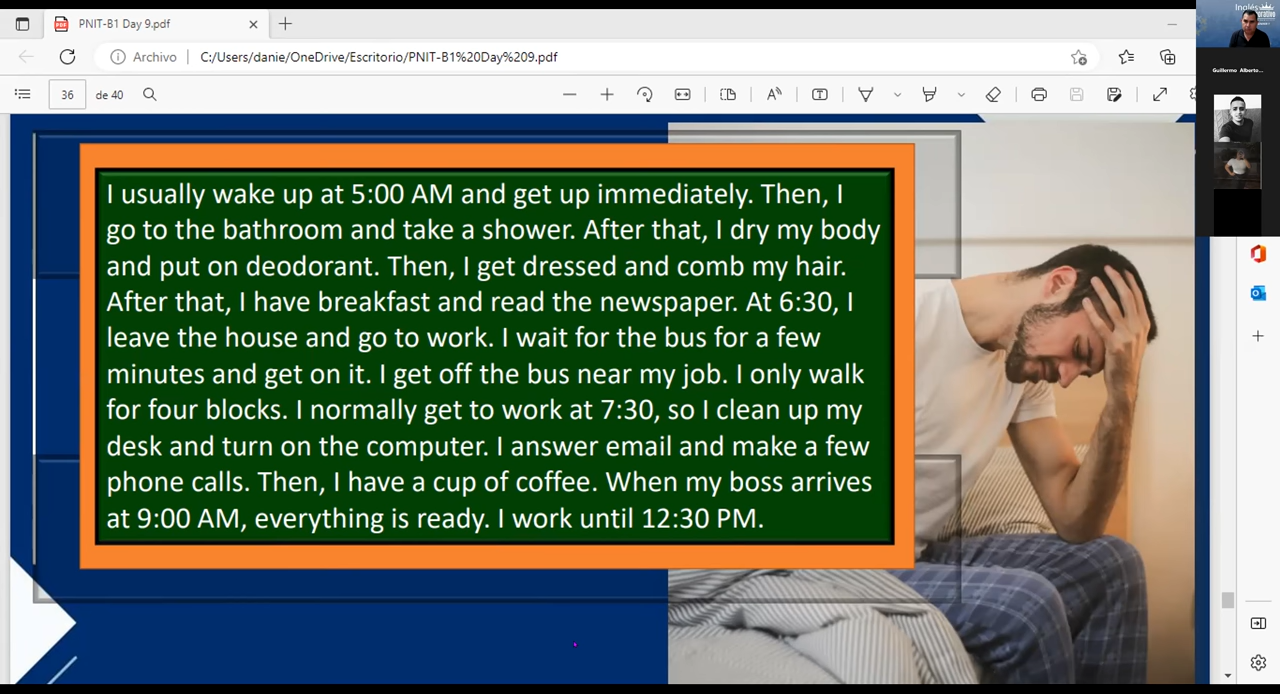 PNIT-B1 Day 9.pdf
Inglés
Archivo
C:/Users/danie/OneDrive/Escritorio/PNIT-B1%20Day%209.pdf
Guillermo Alberto...
36
de 40
I usually wake up at 5:00 AM and get up immediately. Then, I
go to the bathroom and take a shower. After that, I dry my body
and put on deodorant. Then, I get dressed and comb my hair.
After that, I have breakfast and read the newspaper. At 6:30, I
leave the house and go to work. I wait for the bus for a few
minutes and get on it. I get off the bus near my job. I only walk
for four blocks. I normally get to work at 7:30, so I clean up my
desk and turn on the computer. I answer email and make a few
phone calls. Then, I have a cup of coffee. When my boss arrives
at 9:00 AM, everything is ready. I work until 12:30 PM.